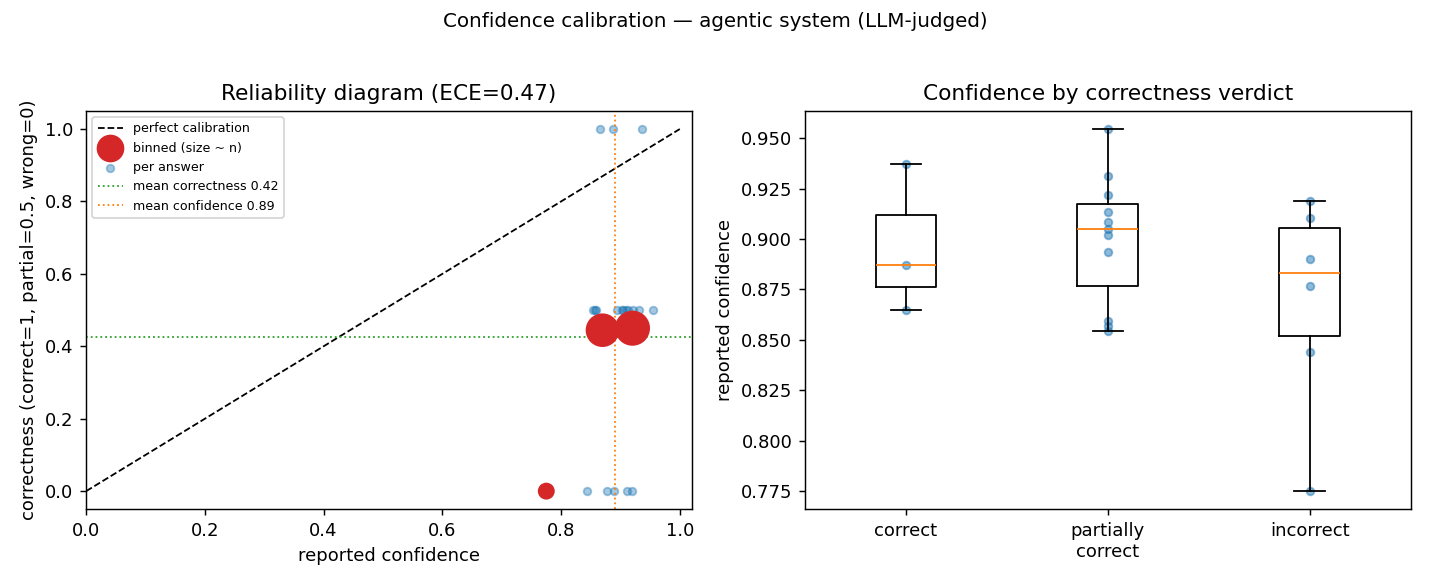 Confidence calibration — agentic system (LLM-judged)
Reliability diagram (ECE=0.47)
correctness (correct=1, partial=0.5, wrong=0)
1.0
0.8
0.6
0.4
0.2
0.0
perfect calibration
binned (size ~ n)
per answer
mean correctness 0.42
mean confidence 0.89
0.0 0.2 0.4 0.6 0.8 1.0
reported confidence
Confidence by correctness verdict
reported confidence
0.950
0.925
0.900
0.875
0.850
0.825
0.800
0.775
correct partially correct incorrect